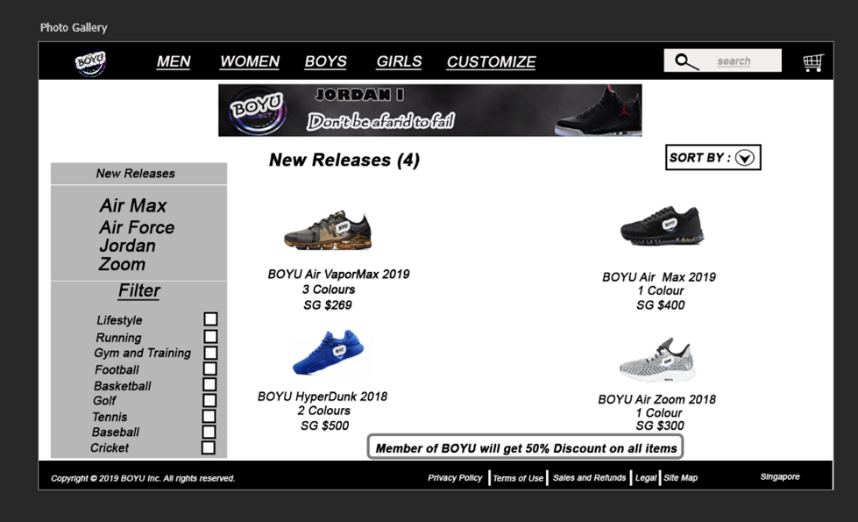 Photo Gallery
BOYU MEN WOMEN BOYS GIRLS CUSTOMIZE search
BOYU JORDAN I
Don't be afarid to fail
New Releases (4)
SORT BY :
New Releases
Air Max
Air Force
Jordan
Zoom
Filter
Lifestyle
Running
Gym and Training
Football
Basketball
Golf
Tennis
Baseball
Cricket
BOYU Air VaporMax 2019
3 Colours
SG $269
BOYU Air Max 2019
1 Colour
SG $400
BOYU HyperDunk 2018
2 Colours
SG $500
BOYU Air Zoom 2018
1 Colour
SG $300
Member of BOYU will get 50% Discount on all items
Copyright © 2019 BOYU Inc. All rights reserved. Privacy Policy Terms of Use Sales and Refunds Legal Site Map Singapore